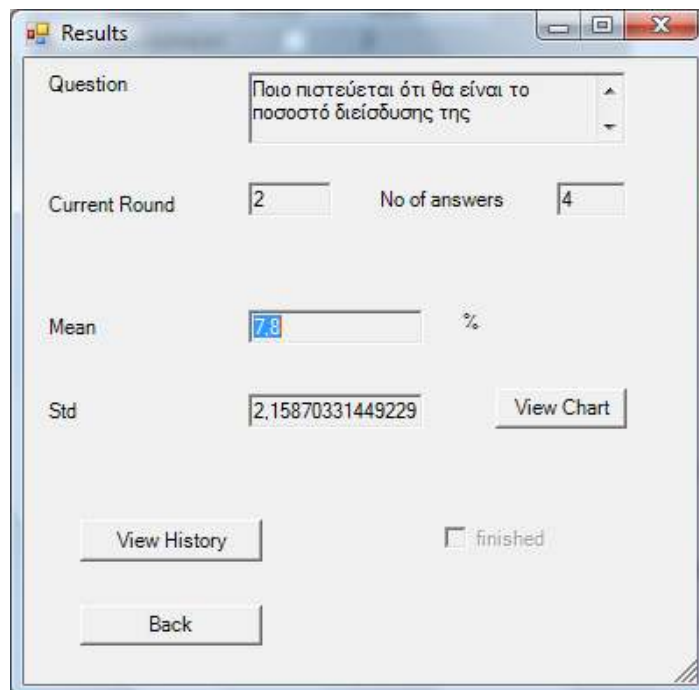 Results
Question
Ποιο πιστεύεται ότι θα είναι το
ποσοστό διείσδυσης της
Current Round 2 No of answers 4
Mean 7,8 %
Std 2,15870331449229 View Chart
View History finished
Back